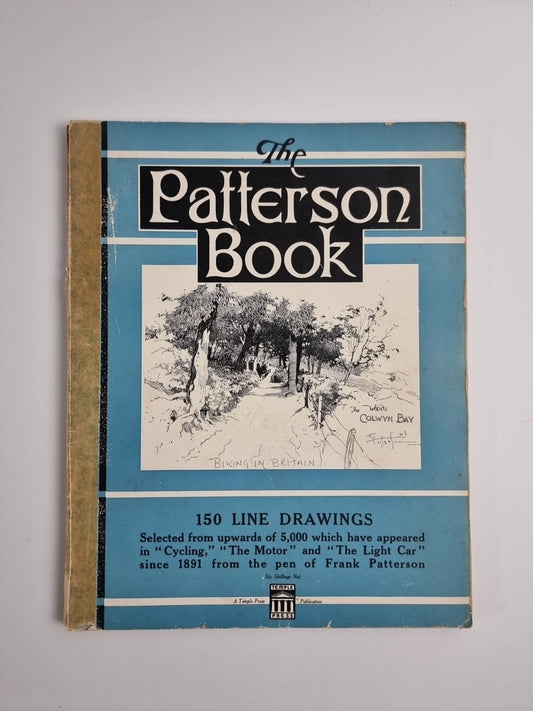 The
Patterson
Book
The Woods
COLWYN BAY
BIKING IN BRITAIN
150 LINE DRAWINGS
Selected from upwards of 5,000 which have appeared
in "Cycling," "The Motor" and "The Light Car"
since 1891 from the pen of Frank Patterson
Six Shillings Net
TEMPLE
PRESS
A Temple Press Publication